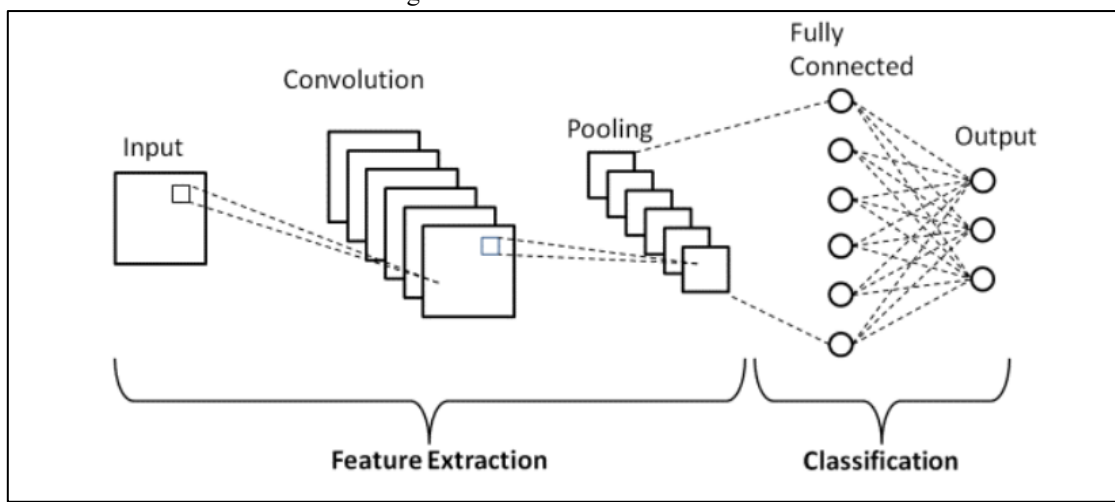 Fully
Connected
Convolution
Pooling
Input
Output
Feature Extraction
Classification